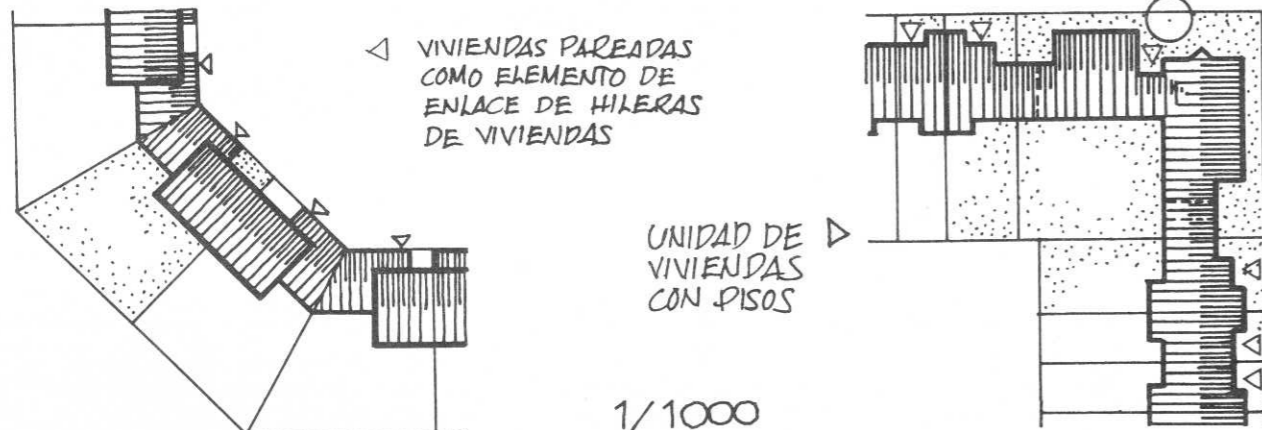 VIVIENDAS PAREADAS
COMO ELEMENTO DE
ENLACE DE HILERAS
DE VIVIENDAS
UNIDAD DE
VIVIENDAS
CON PISOS
1/1000